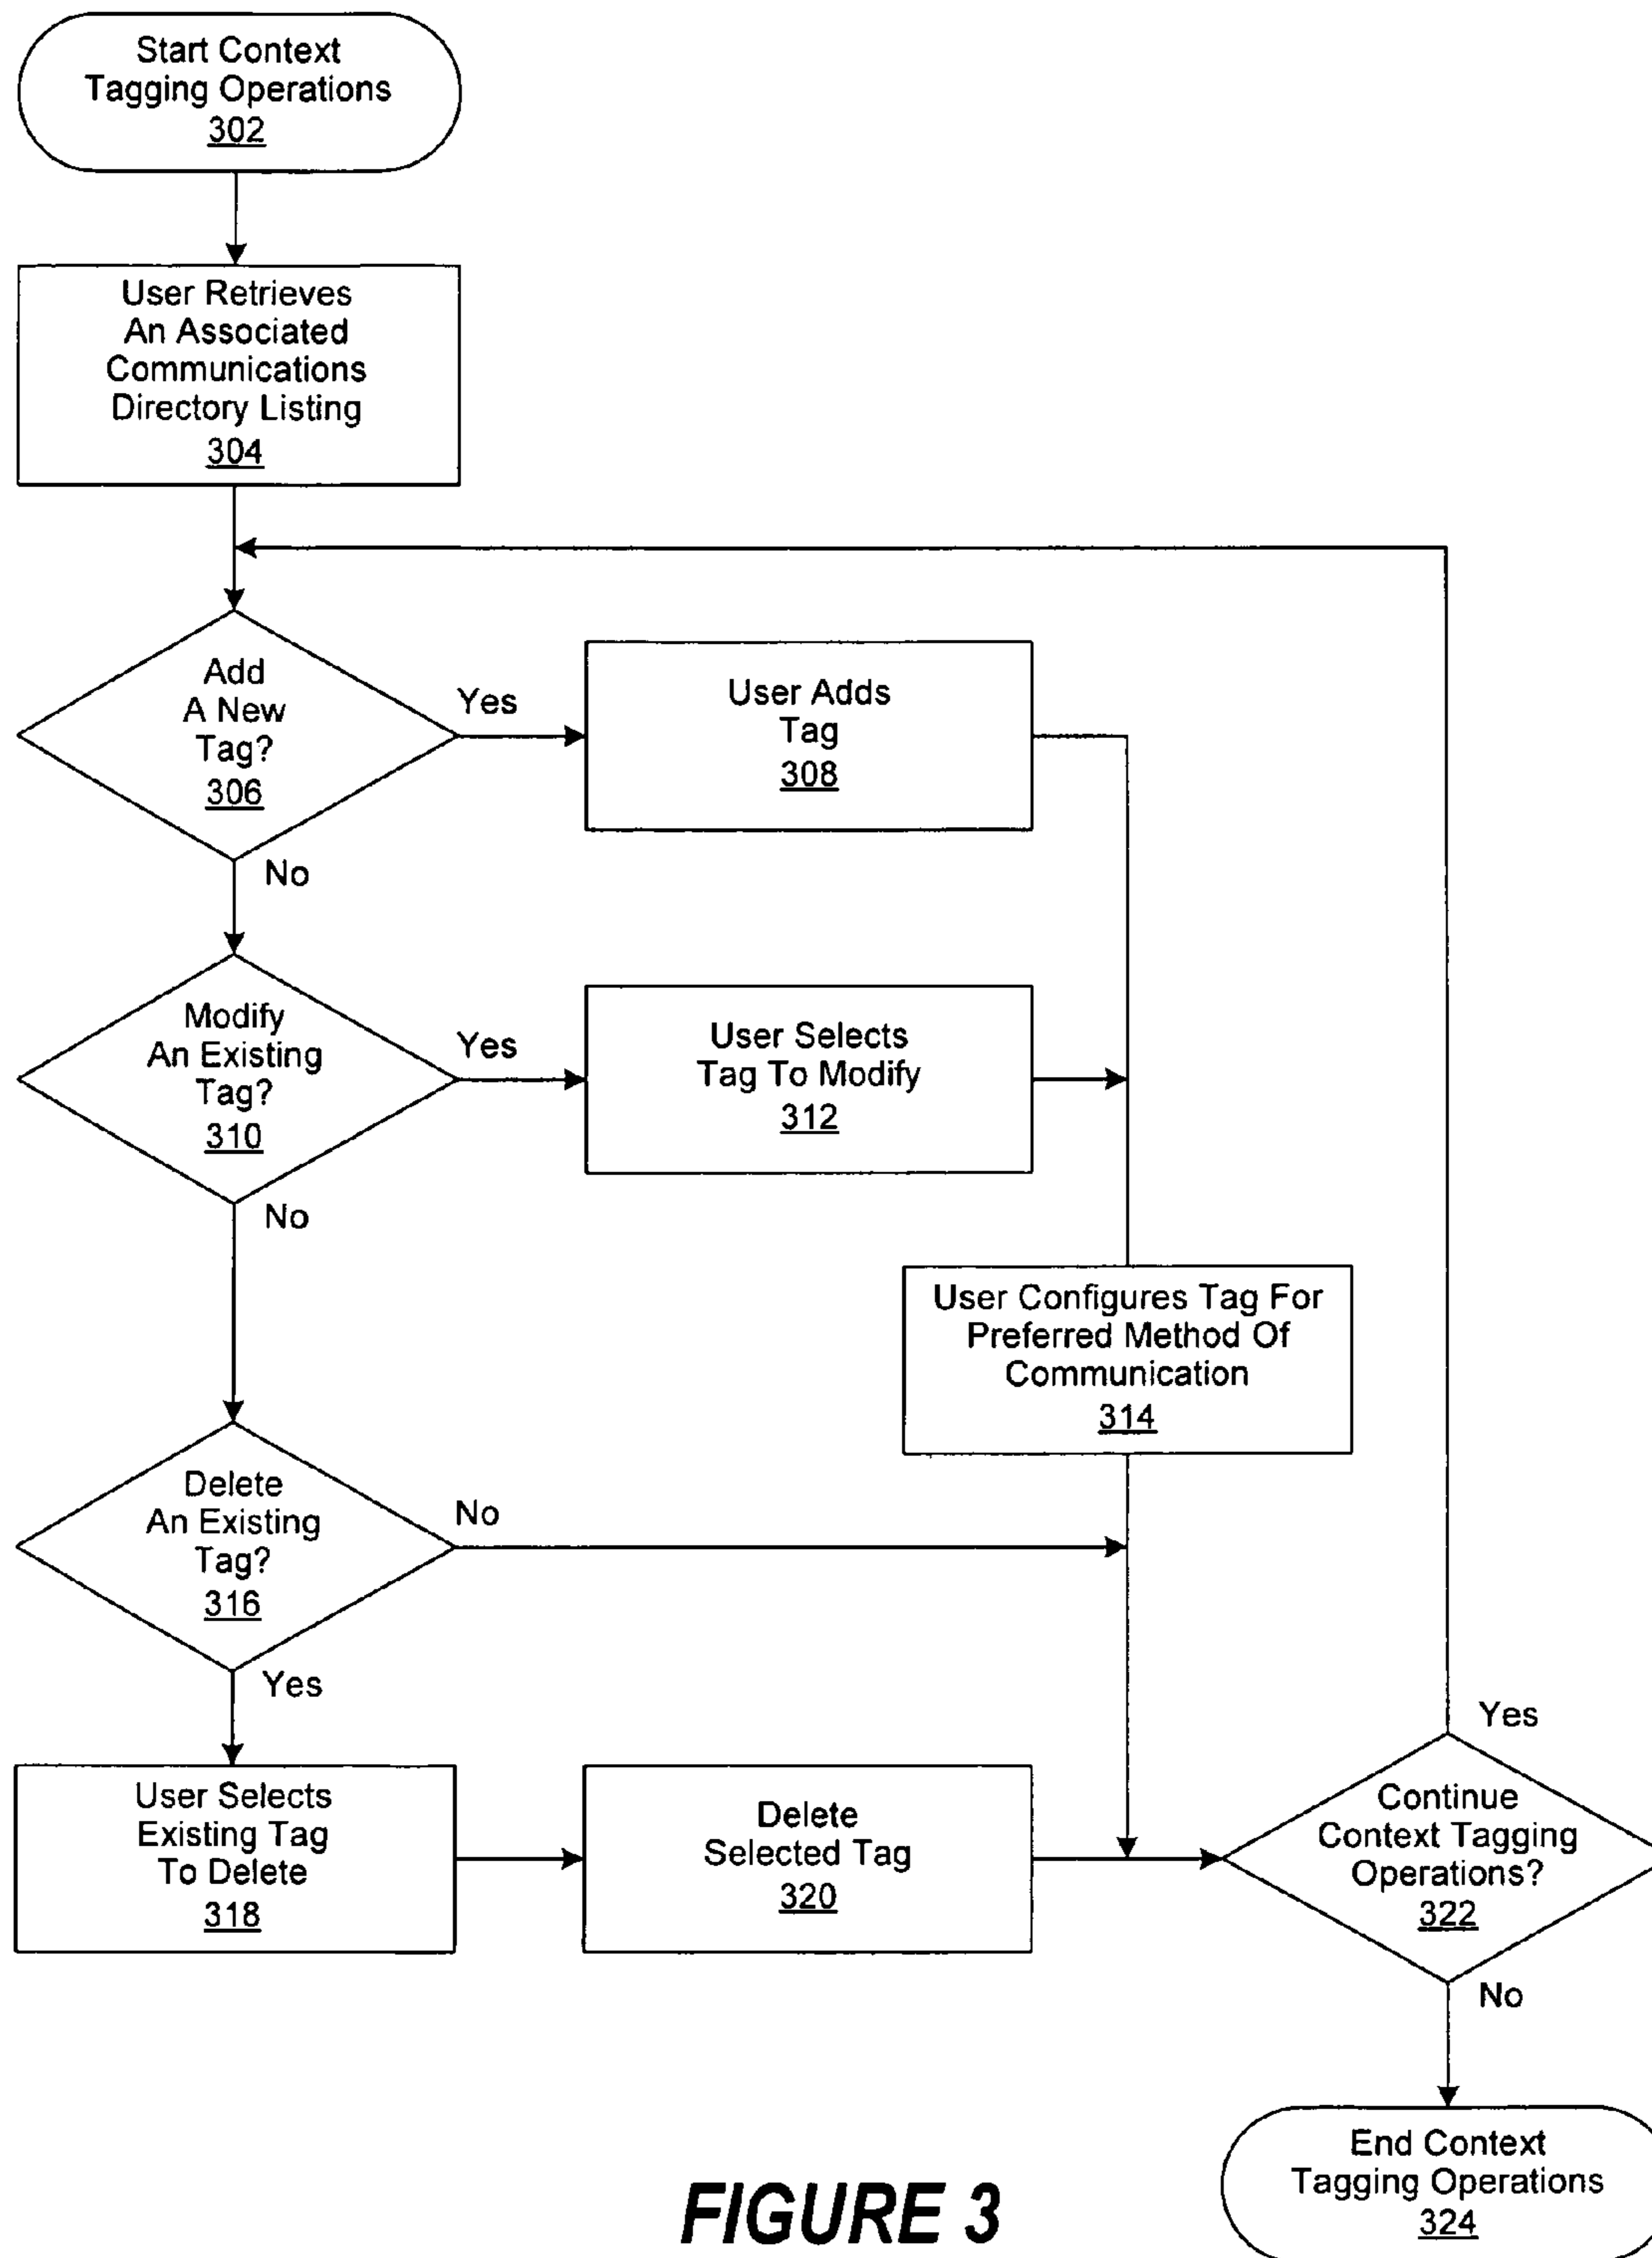 Start Context
Tagging Operations
302
User Retrieves
An Associated
Communications
Directory Listing
304
Add
A New
Tag?
306
Yes
No
User Adds
Tag
308
Modify
An Existing
Tag?
310
Yes
No
User Selects
Tag To Modify
312
User Configures Tag For
Preferred Method Of
Communication
314
Delete
An Existing
Tag?
316
No
Yes
User Selects
Existing Tag
To Delete
318
Delete
Selected Tag
320
Yes
Continue
Context Tagging
Operations?
322
No
End Context
Tagging Operations
324
FIGURE 3